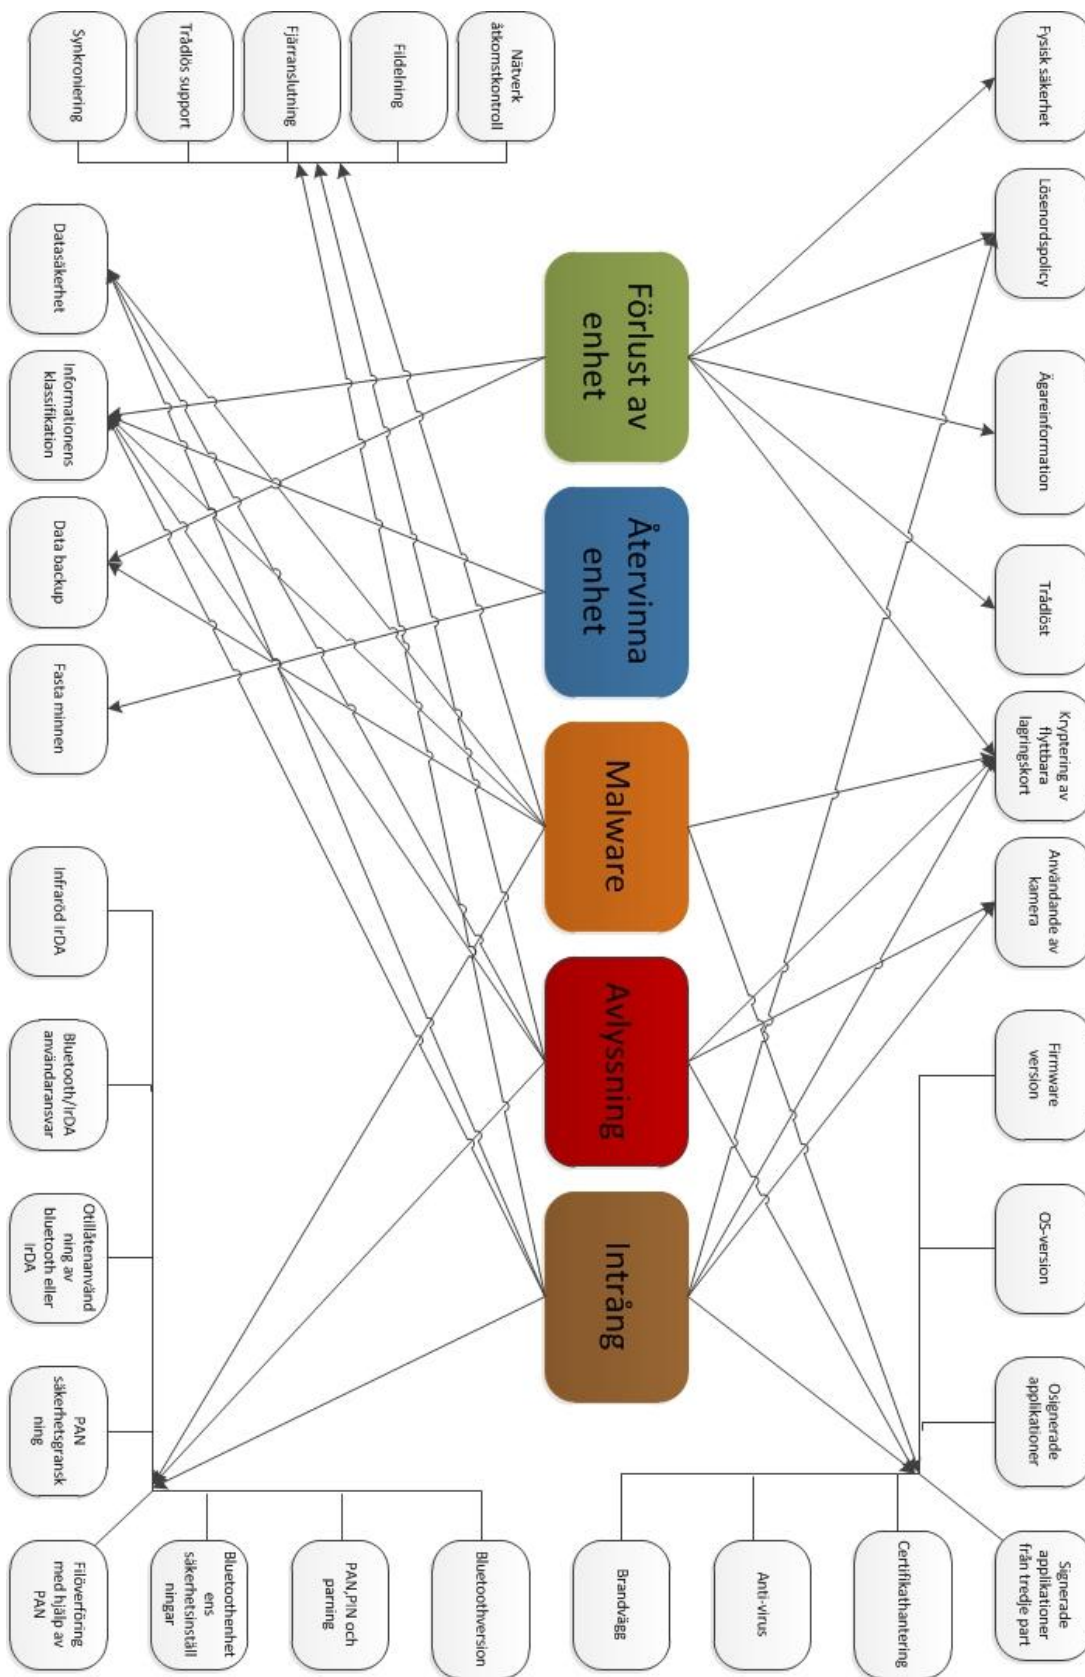 Fysisk säkerhet
Lösenordspolicy
Ägareinformation
Trådlöst
Kryptering av
flyttbara
lagringskort
Användande av
kamera
Firmware
version
OS-version
Osignerade
applikationer
Signerade
applikationer
från tredje part
Certifikathantering
Anti-virus
Brandvägg
Förlust av
enhet
Återvinna
enhet
Malware
Avlyssning
Intrång
Nätverk
åtkomstkontroll
Fildelning
Fjärranslutning
Trådlös support
Synkroniering
Bluetoothversion
PAN,PIN och
parning
Bluetoothenhet
ens
säkerhetsinställ
ningar
Datasäkerhet
Informationens
klassifikation
Data backup
Fasta minnen
Infraröd IrDA
Bluetooth/IrDA
användaransvar
Otillåtenanvänd
ning av
bluetooth eller
IrDA
PAN
säkerhetsgransk
ning
Filöverföring
med hjälp av
PAN